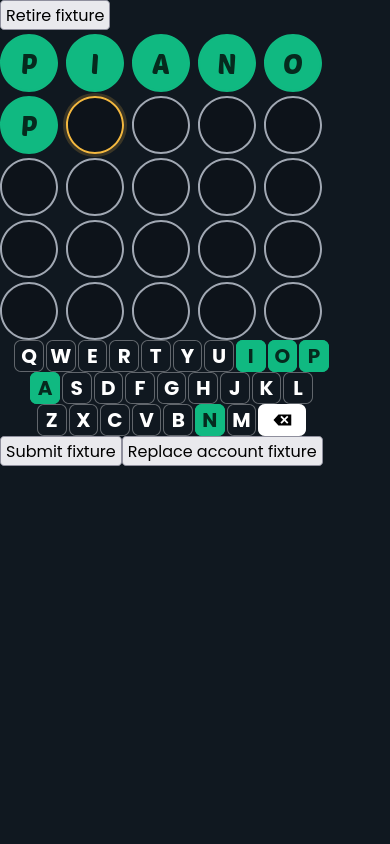 Retire fixture
P I A N O
P
Q W E R T Y U I O P
A S D F G H J K L
Z X C V B N M
Submit fixture Replace account fixture